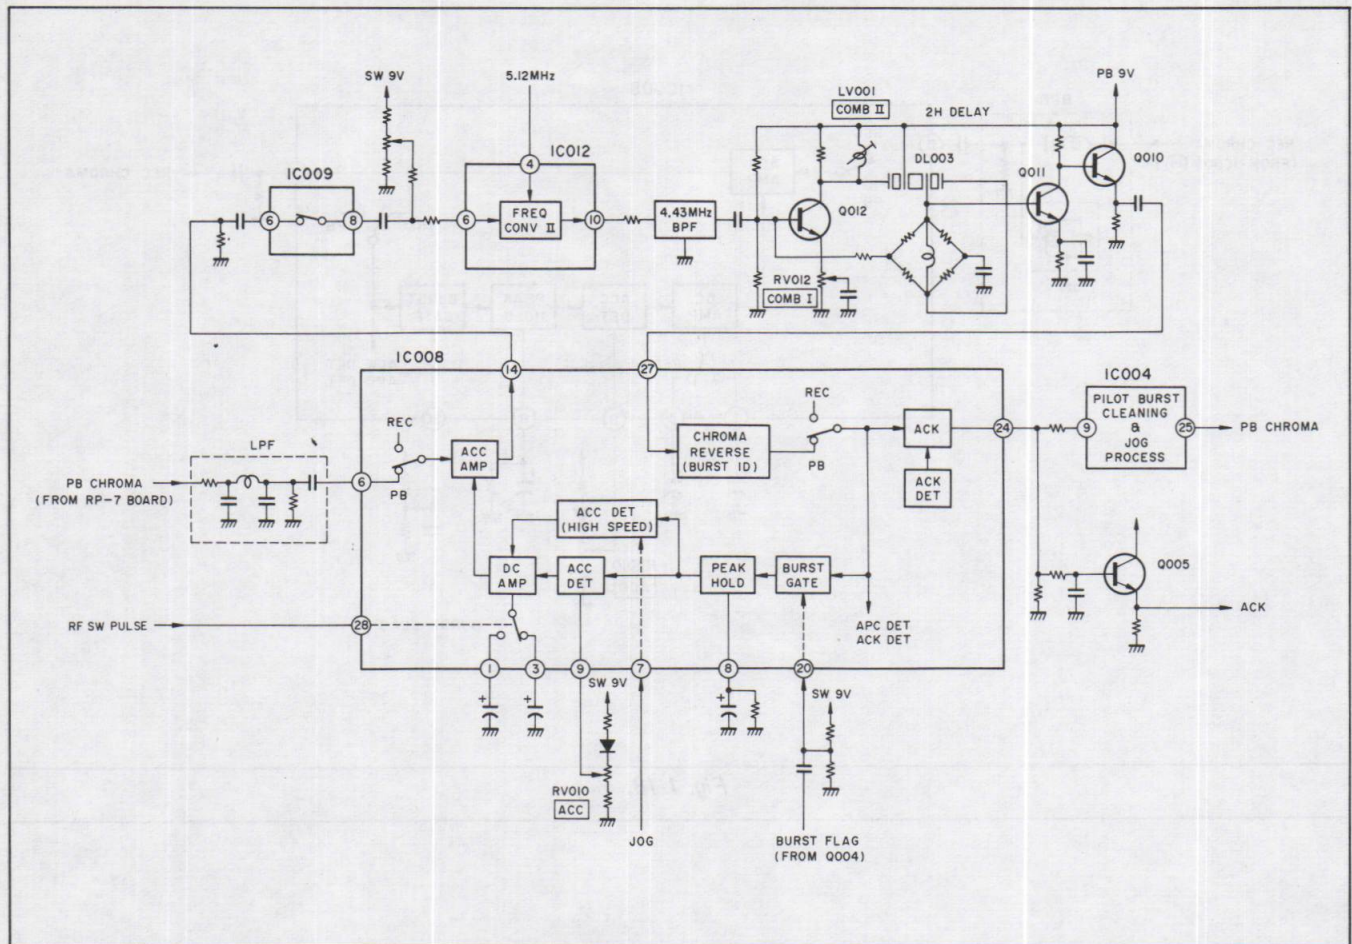 SW 9V
5.12MHz
LV001
COMB II
2H DELAY
PB 9V
IC009
IC012
DL003
Q010
Q011
4
6
8
6
FREQ
CONV II
10
4.43MHz
BPF
Q012
RV012
COMB I
IC008
14
27
REC
IC004
PILOT BURST
CLEANING
&
JOG
PROCESS
9
25
PB CHROMA
LPF
REC
ACC
AMP
CHROMA
REVERSE
(BURST ID)
PB
ACK
24
ACK
DET
PB CHROMA
(FROM RP-7 BOARD)
6
PB
ACC DET
(HIGH SPEED)
DC
AMP
ACC
DET
PEAK
HOLD
BURST
GATE
Q005
ACK
RF SW PULSE
28
APC DET
ACK DET
1
3
9
7
8
20
SW 9V
SW 9V
+
+
+
RV010
ACC
JOG
BURST FLAG
(FROM Q004)